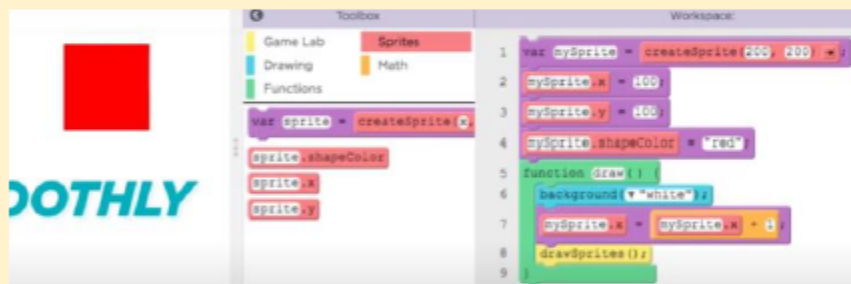 Toolbox
Workspace:
Game Lab
Sprites
Drawing
Math
Functions
var sprite = createSprite(x,
sprite.shapeColor
sprite.x
sprite.y
OOTHLY
1 var mySprite = createSprite(200, 200);
2 mySprite.x = 100;
3 mySprite.y = 100;
4 mySprite.shapeColor = "red";
5 function draw() {
6 background("white");
7 mySprite.x = mySprite.x + 1;
8 drawSprites();
9 }